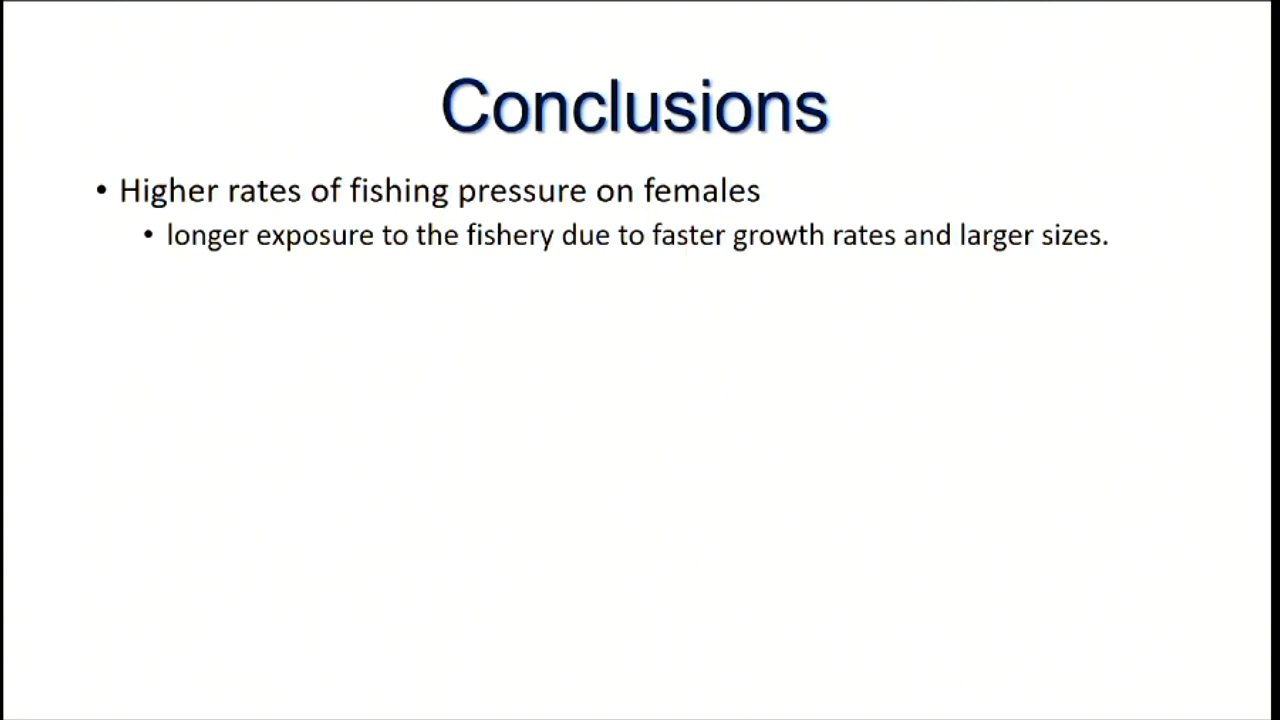 Conclusions
• Higher rates of fishing pressure on females
• longer exposure to the fishery due to faster growth rates and larger sizes.